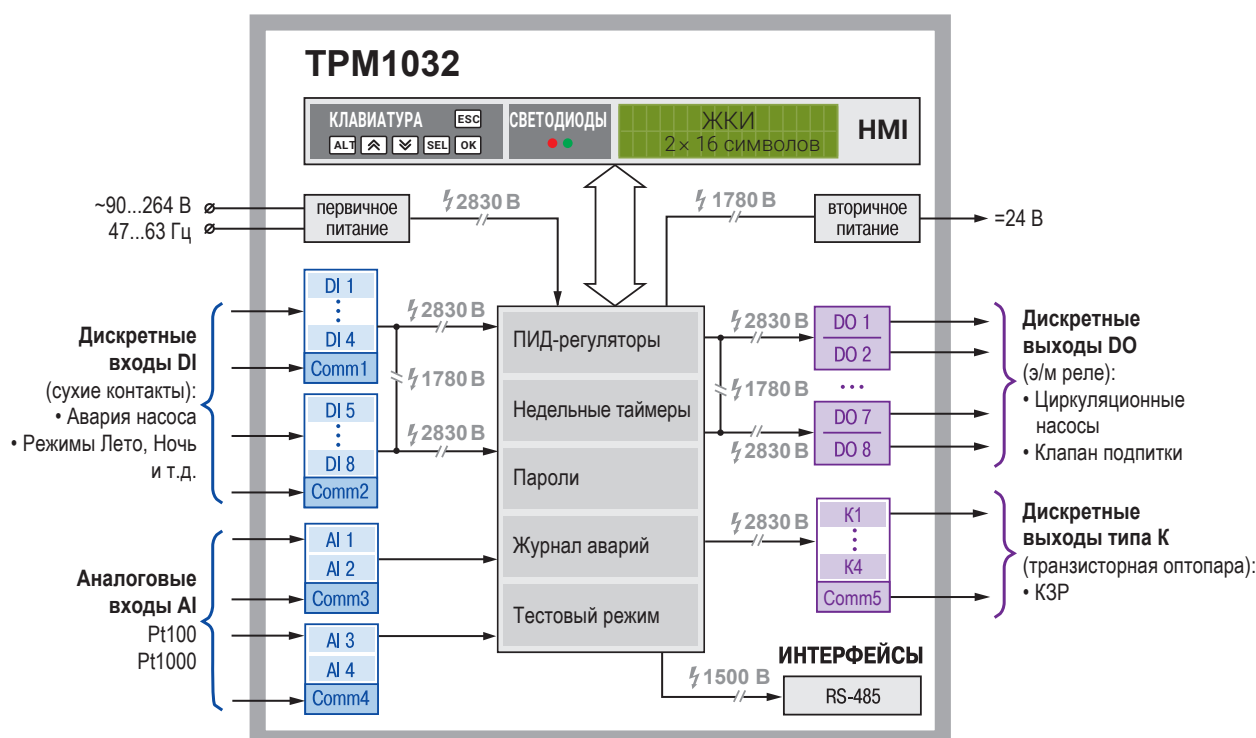 ТРМ1032
КЛАВИАТУРА ESC
ALT SEL OK
СВЕТОДИОДЫ
ЖКИ
2 × 16 символов
HMI
~90...264 В
47...63 Гц
первичное
питание
2830 В
1780 В
вторичное
питание
=24 В
Дискретные
входы DI
(сухие контакты):
• Авария насоса
• Режимы Лето, Ночь
и т.д.
DI 1
DI 4
Comm1
DI 5
DI 8
Comm2
2830 В
1780 В
2830 В
Аналоговые
входы AI
Pt100
Pt1000
AI 1
AI 2
Comm3
AI 3
AI 4
Comm4
ПИД-регуляторы
Недельные таймеры
Пароли
Журнал аварий
Тестовый режим
2830 В
1780 В
2830 В
DO 1
DO 2
...
DO 7
DO 8
Дискретные
выходы DO
(э/м реле):
• Циркуляционные
насосы
• Клапан подпитки
2830 В
К1
К4
Comm5
Дискретные
выходы типа К
(транзисторная оптопара):
• КЗР
ИНТЕРФЕЙСЫ
1500 В
RS-485